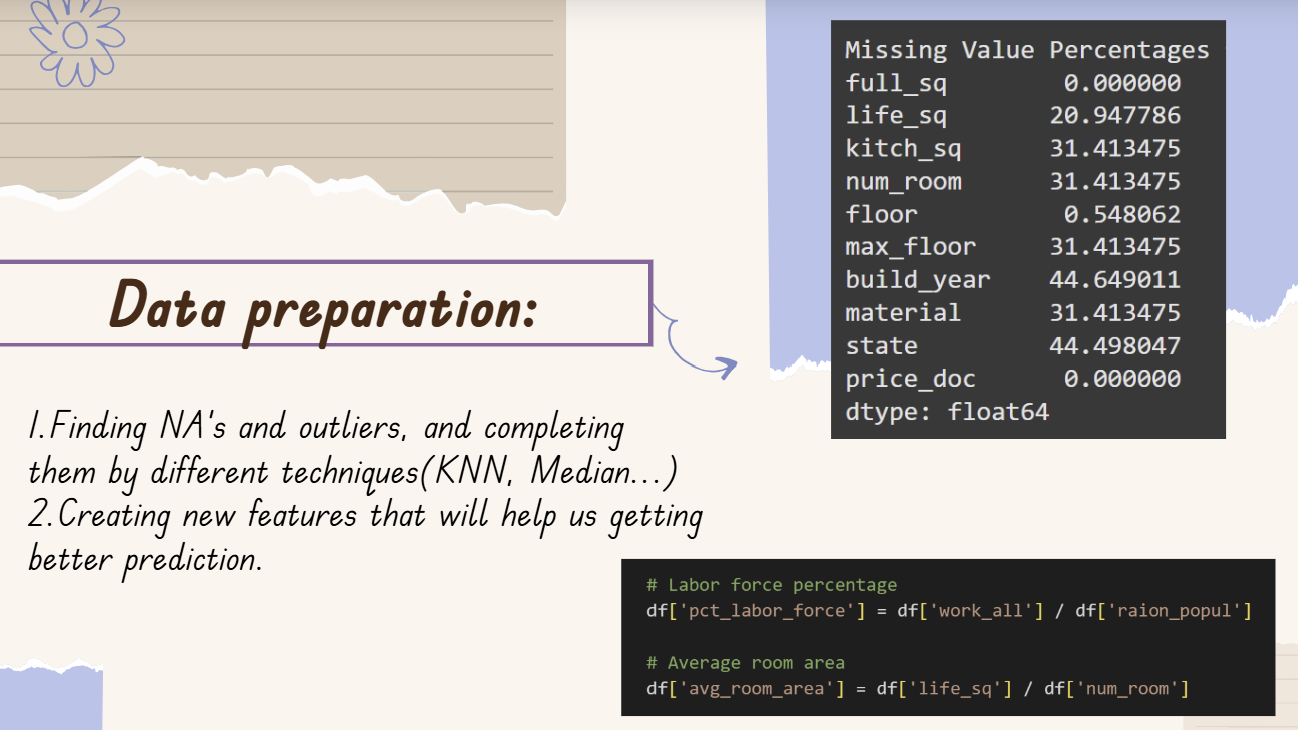 Data preparation:
1.Finding NA's and outliers, and completing
them by different techniques(KNN, Median...)
2.Creating new features that will help us getting
better prediction.
Missing Value Percentages
full_sq 0.000000
life_sq 20.947786
kitch_sq 31.413475
num_room 31.413475
floor 0.548062
max_floor 31.413475
build_year 44.649011
material 31.413475
state 44.498047
price_doc 0.000000
dtype: float64
# Labor force percentage
df['pct_labor_force'] = df['work_all'] / df['raion_popul']
# Average room area
df['avg_room_area'] = df['life_sq'] / df['num_room']